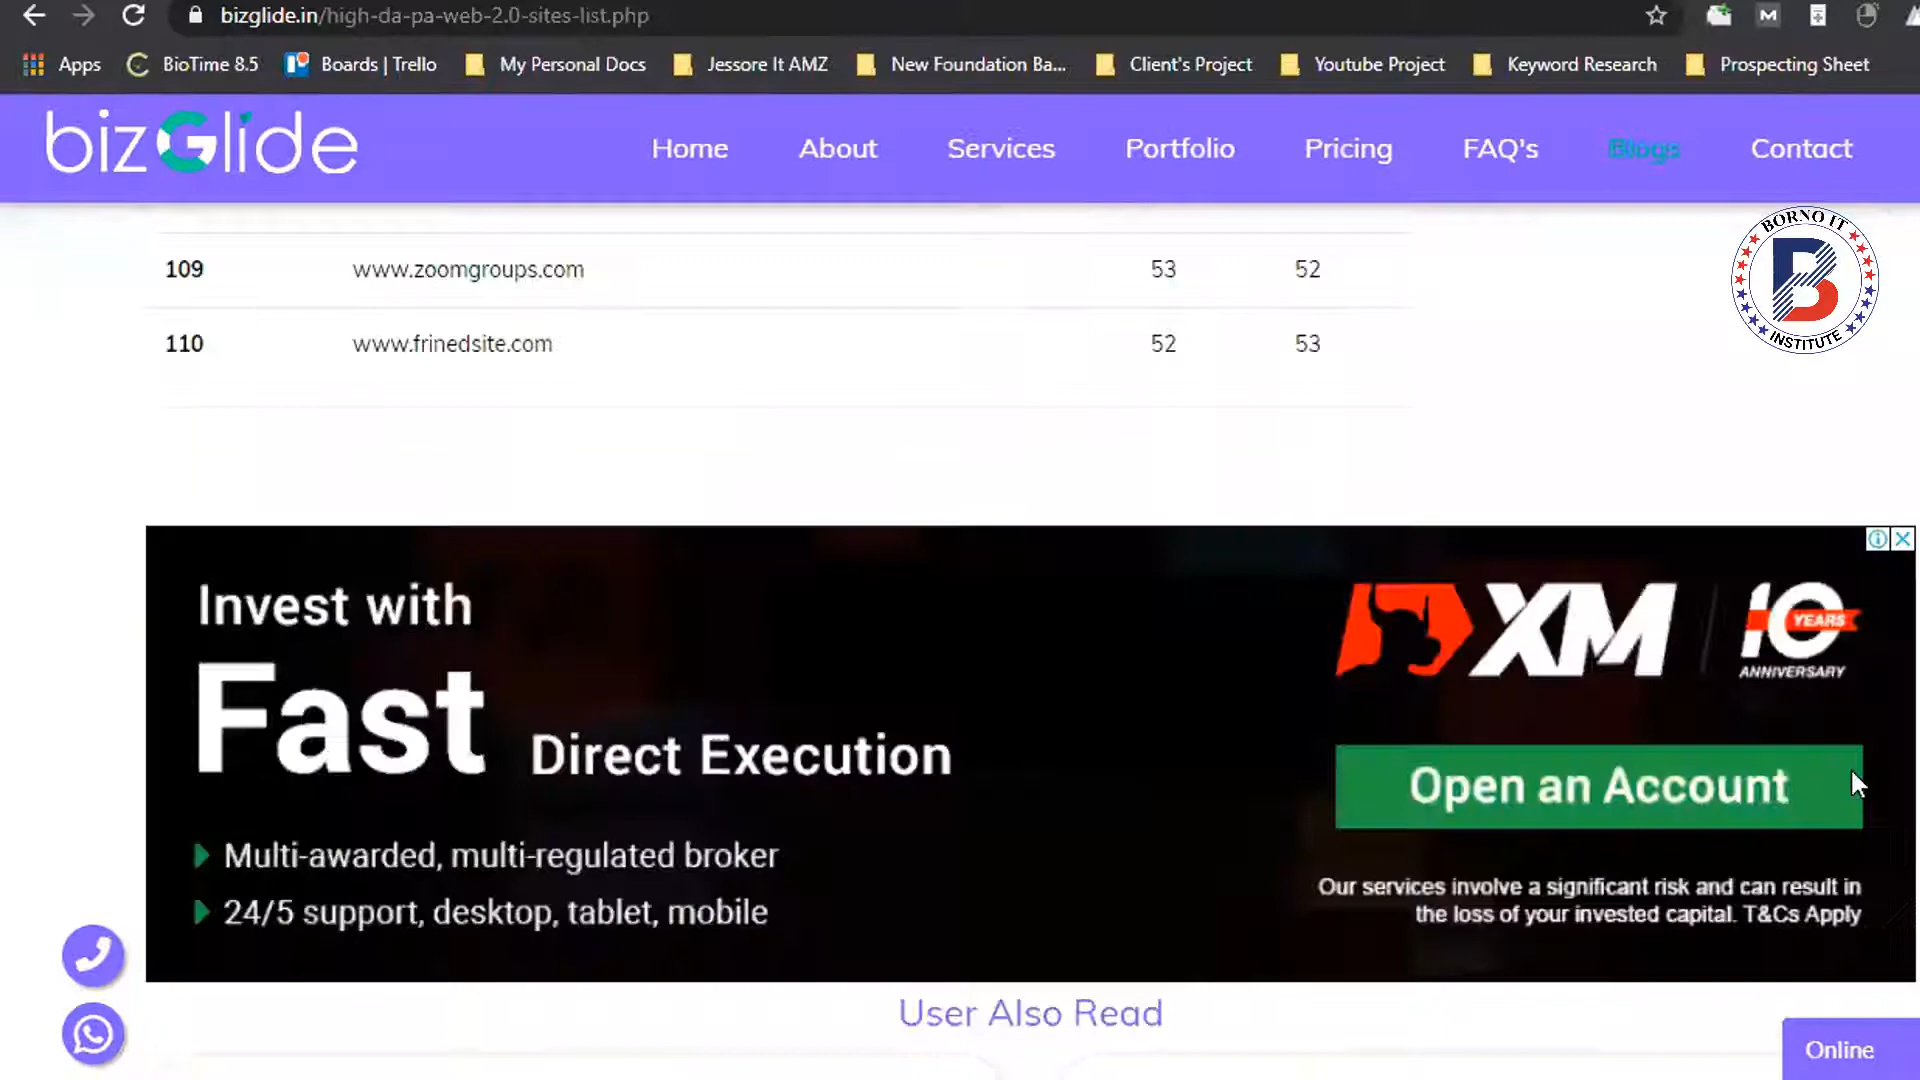 bizglide.in/high-da-pa-web-2.0-sites-list.php
M
Apps BioTime 8.5 Boards | Trello My Personal Docs Jessore It AMZ New Foundation Ba... Client's Project Youtube Project Keyword Research Prospecting Sheet
bizGlide Home About Services Portfolio Pricing FAQ's Blogs Contact
BORNO IT
B
INSTITUTE
109 www.zoomgroups.com 53 52
110 www.frinedsite.com 52 53
Invest with
Fast Direct Execution
Multi-awarded, multi-regulated broker
24/5 support, desktop, tablet, mobile
XM
10
YEARS
ANNIVERSARY
Open an Account
Our services involve a significant risk and can result in
the loss of your invested capital. T&Cs Apply
User Also Read
Online